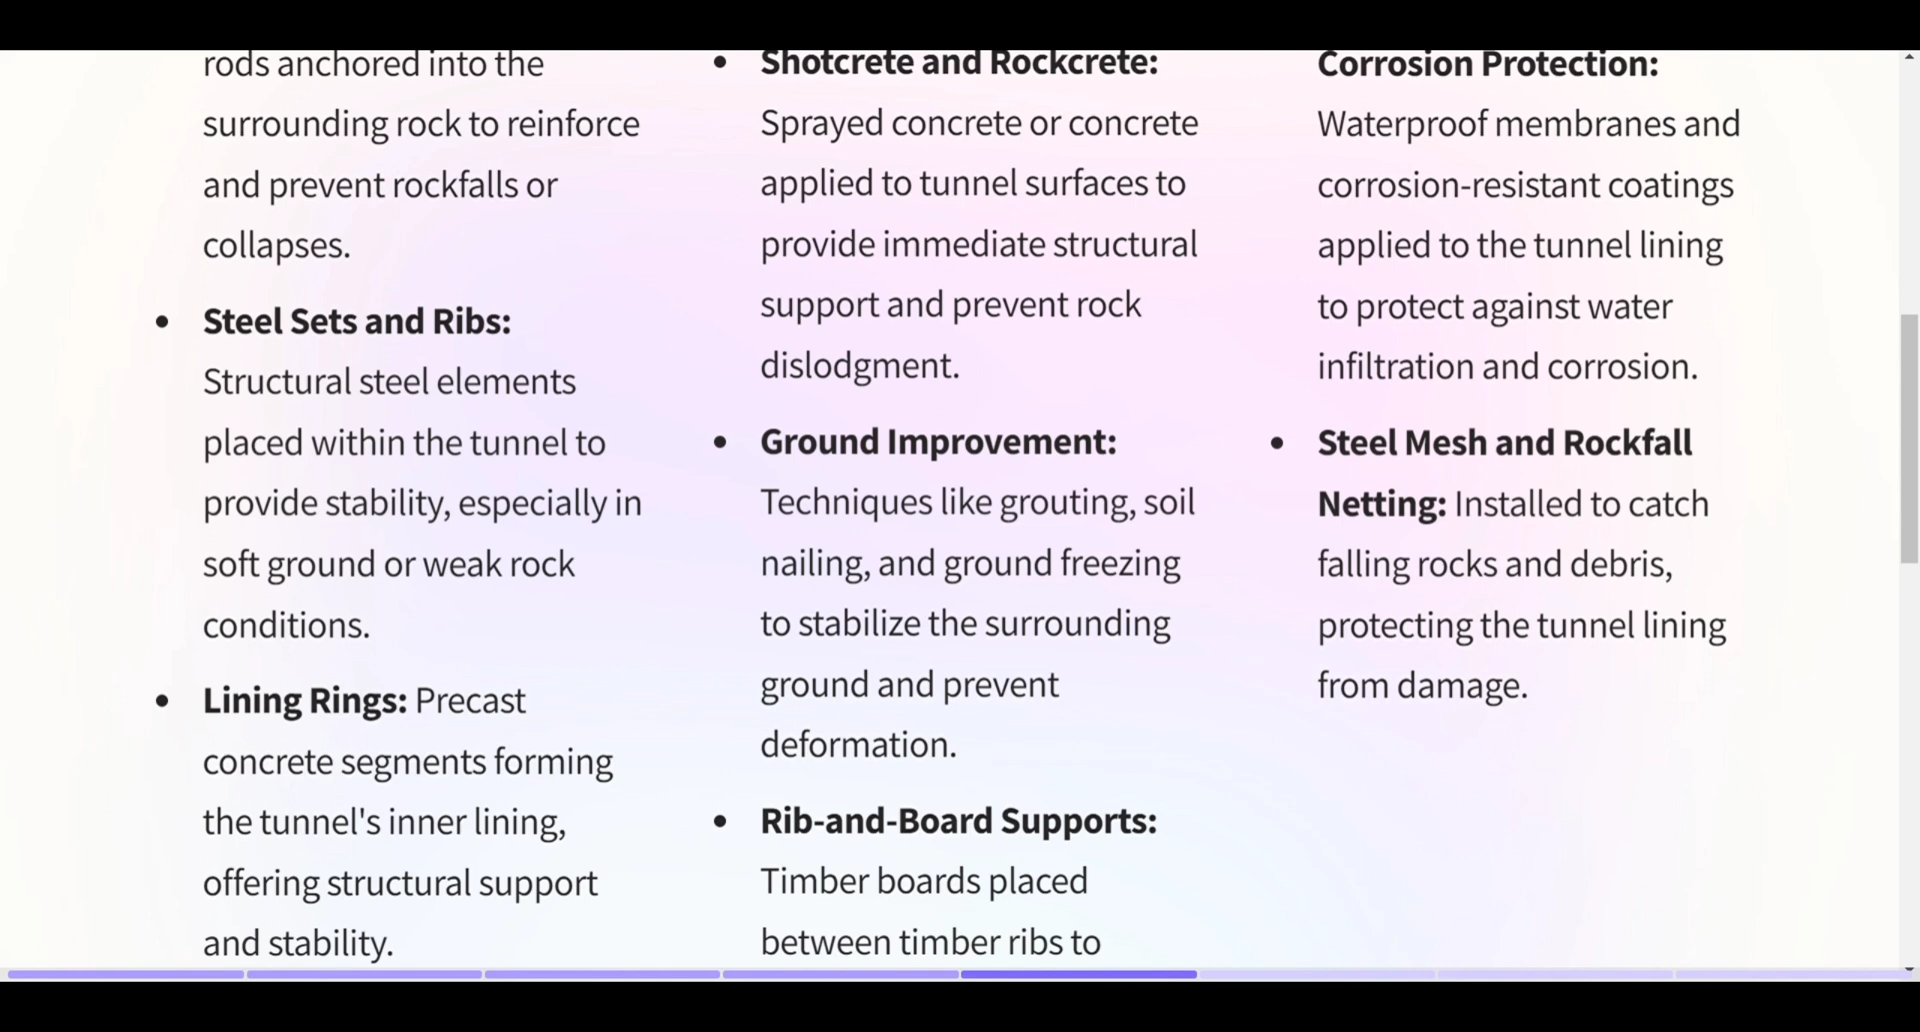 rods anchored into the
surrounding rock to reinforce
and prevent rockfalls or
collapses.
• Steel Sets and Ribs:
Structural steel elements
placed within the tunnel to
provide stability, especially in
soft ground or weak rock
conditions.
• Lining Rings: Precast
concrete segments forming
the tunnel's inner lining,
offering structural support
and stability.
• Shotcrete and Rockcrete:
Sprayed concrete or concrete
applied to tunnel surfaces to
provide immediate structural
support and prevent rock
dislodgment.
• Ground Improvement:
Techniques like grouting, soil
nailing, and ground freezing
to stabilize the surrounding
ground and prevent
deformation.
• Rib-and-Board Supports:
Timber boards placed
between timber ribs to
Corrosion Protection:
Waterproof membranes and
corrosion-resistant coatings
applied to the tunnel lining
to protect against water
infiltration and corrosion.
• Steel Mesh and Rockfall
Netting: Installed to catch
falling rocks and debris,
protecting the tunnel lining
from damage.